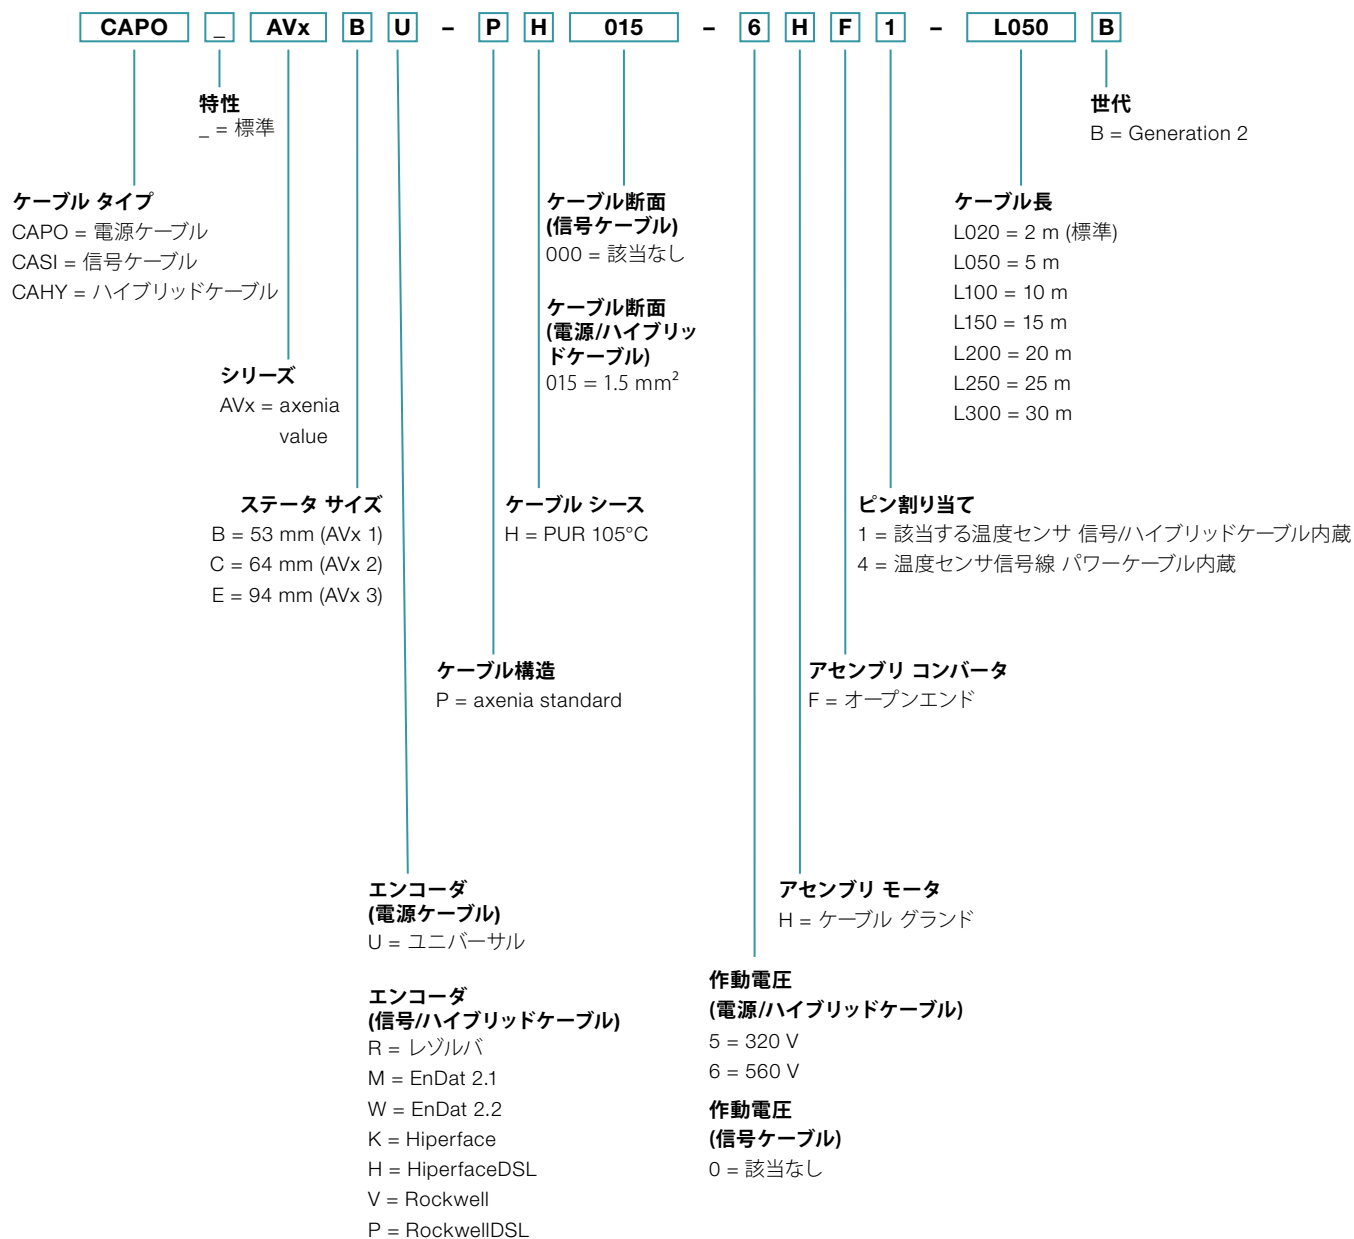 CAPO _ AVx B U – P H 015 – 6 H F 1 – L050 B
特性
_ = 標準
世代
B = Generation 2
ケーブル タイプ
CAPO = 電源ケーブル
CASI = 信号ケーブル
CAHY = ハイブリッドケーブル
ケーブル断面
(信号ケーブル)
000 = 該当なし
ケーブル断面
(電源/ハイブリッ
ドケーブル)
015 = 1.5 mm²
ケーブル長
L020 = 2 m (標準)
L050 = 5 m
L100 = 10 m
L150 = 15 m
L200 = 20 m
L250 = 25 m
L300 = 30 m
シリーズ
AVx = axenia
value
ステータ サイズ
B = 53 mm (AVx 1)
C = 64 mm (AVx 2)
E = 94 mm (AVx 3)
ケーブル シース
H = PUR 105°C
ピン割り当て
1 = 該当する温度センサ 信号/ハイブリッドケーブル内蔵
4 = 温度センサ信号線 パワーケーブル内蔵
ケーブル構造
P = axenia standard
アセンブリ コンバータ
F = オープンエンド
エンコーダ
(電源ケーブル)
U = ユニバーサル
エンコーダ
(信号/ハイブリッドケーブル)
R = レゾルバ
M = EnDat 2.1
W = EnDat 2.2
K = Hiperface
H = HiperfaceDSL
V = Rockwell
P = RockwellDSL
アセンブリ モータ
H = ケーブル グランド
作動電圧
(電源/ハイブリッドケーブル)
5 = 320 V
6 = 560 V
作動電圧
(信号ケーブル)
0 = 該当なし